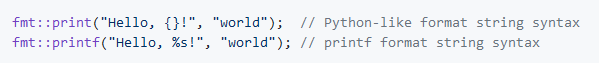 fmt::print("Hello, {}!", "world");  // Python-like format string syntax
fmt::printf("Hello, %s!", "world"); // printf format string syntax